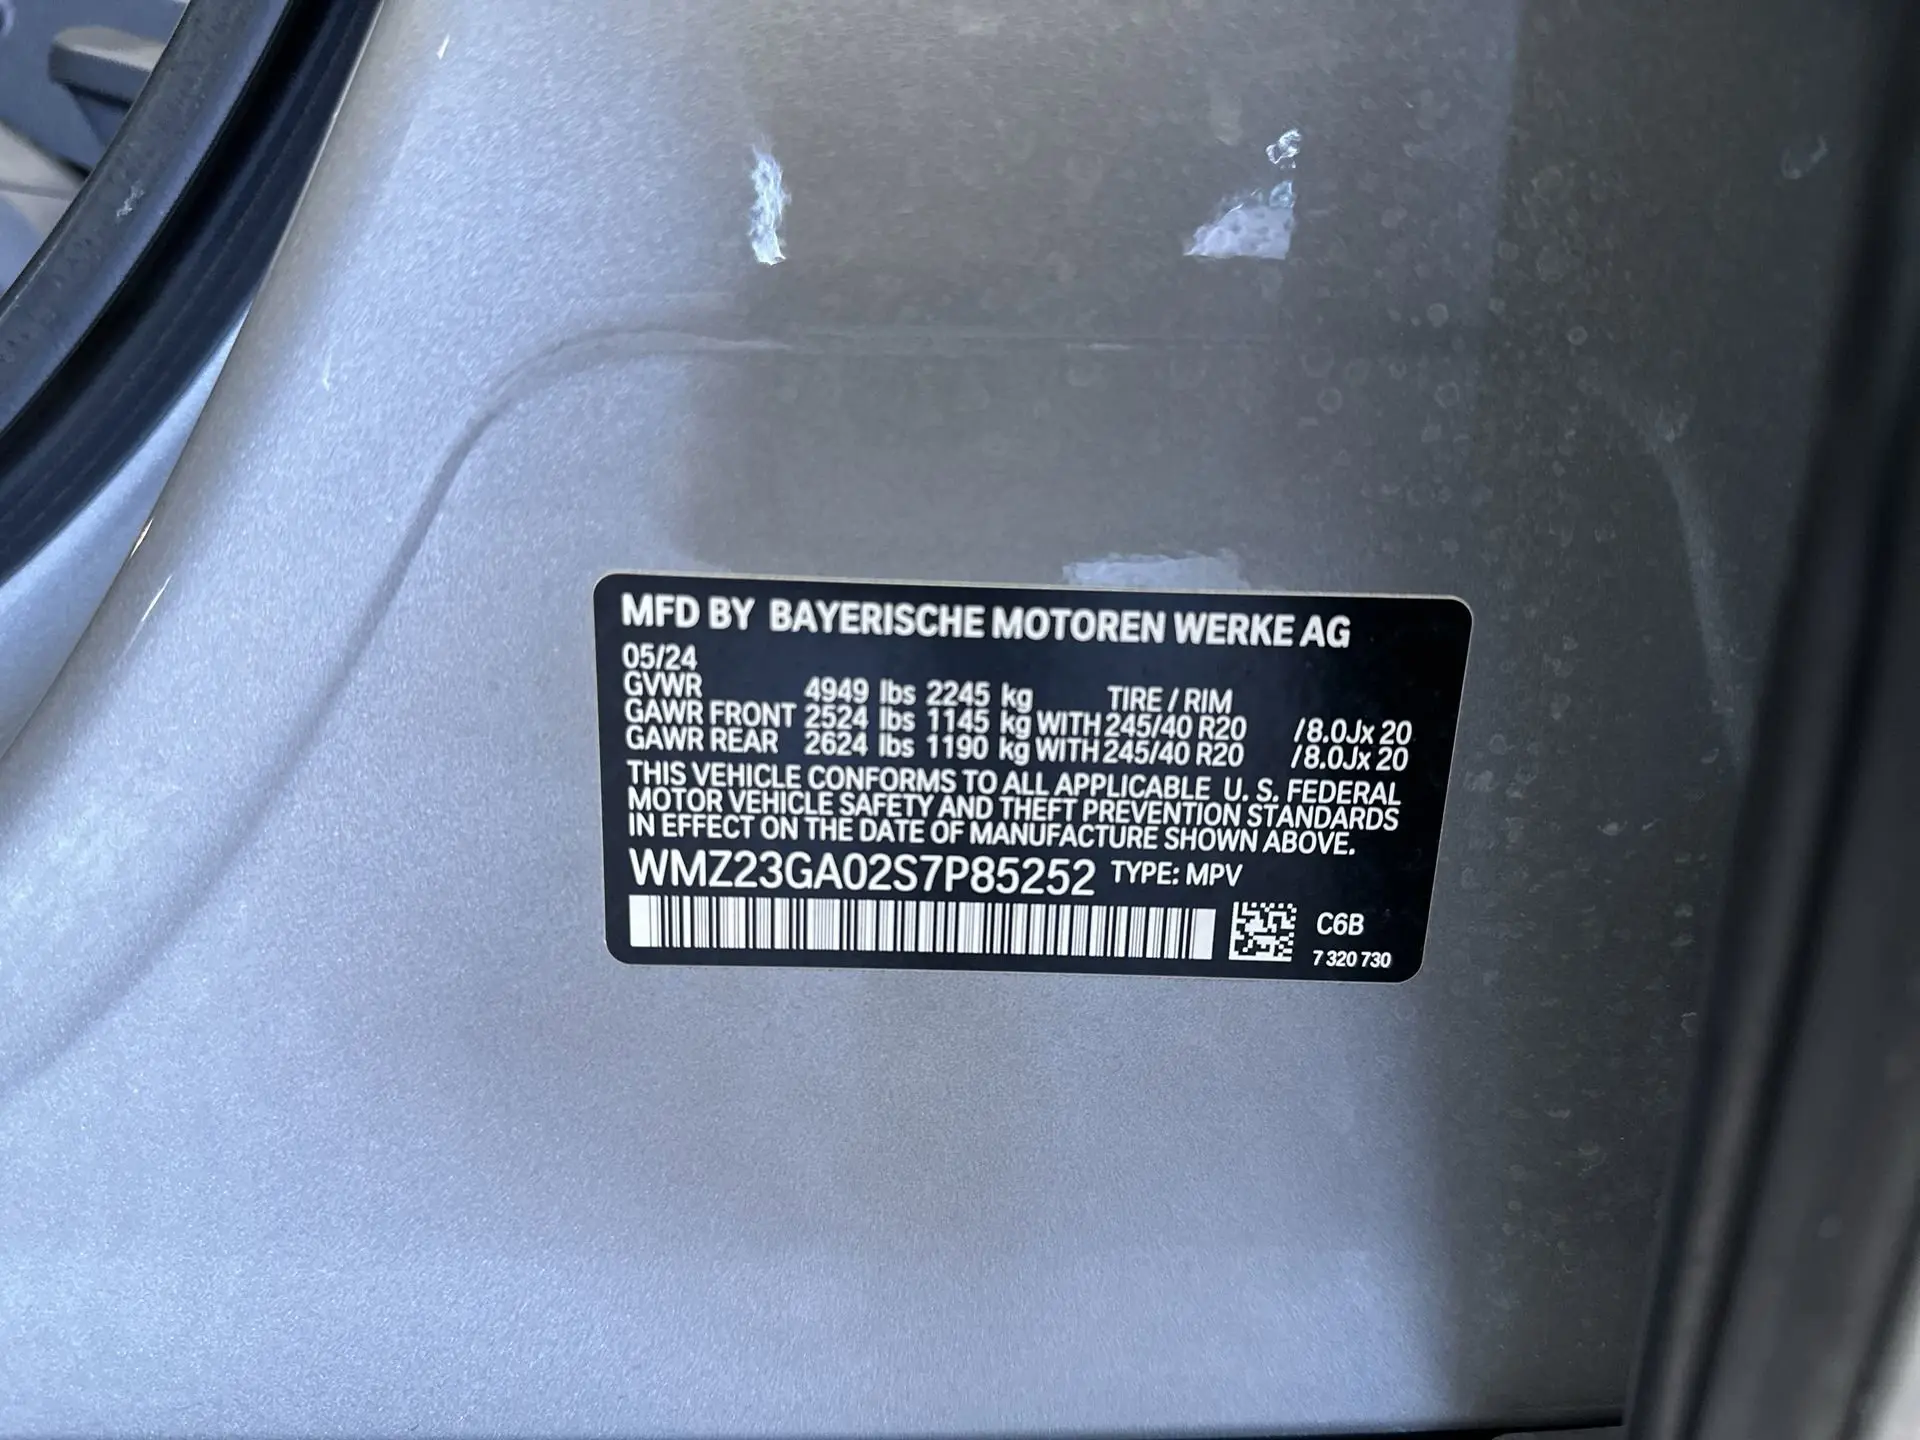 MFD BY BAYERISCHE MOTOREN WERKE AG
05/24
GVWR 4949 lbs 2245 kg TIRE / RIM
GAWR FRONT 2524 lbs 1145 kg WITH 245/40 R20 /8.0Jx 20
GAWR REAR 2624 lbs 1190 kg WITH 245/40 R20 /8.0Jx 20
THIS VEHICLE CONFORMS TO ALL APPLICABLE U. S. FEDERAL
MOTOR VEHICLE SAFETY AND THEFT PREVENTION STANDARDS
IN EFFECT ON THE DATE OF MANUFACTURE SHOWN ABOVE.
WMZ23GA02S7P85252 TYPE: MPV
C6B
7 320 730